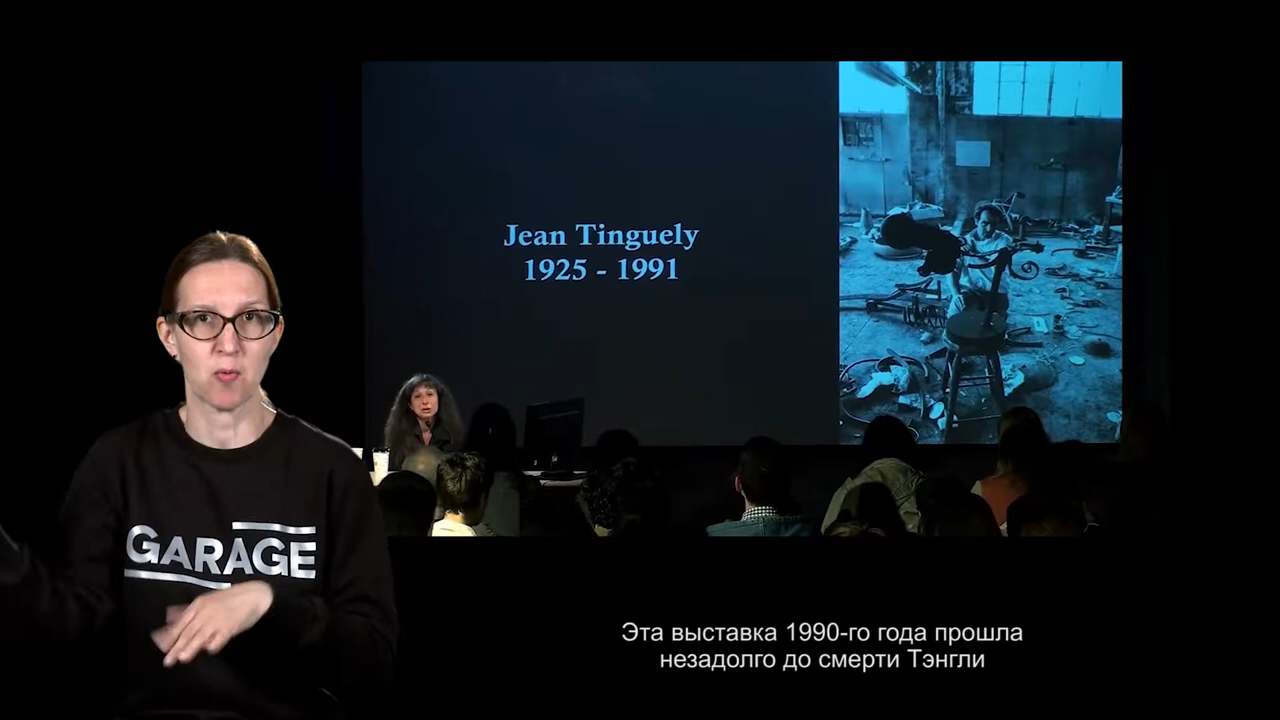 Jean Tinguely
1925 - 1991
GARAGE
Эта выставка 1990-го года прошла
незадолго до смерти Тэнгли